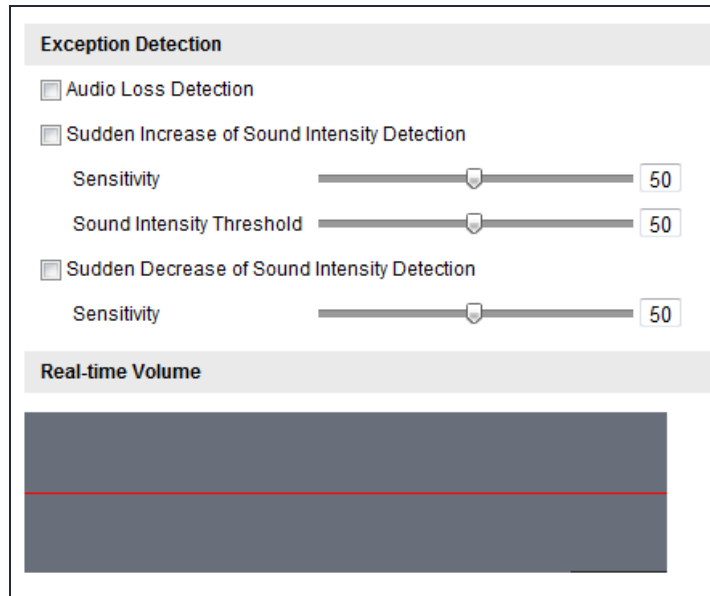 Exception Detection
Audio Loss Detection
Sudden Increase of Sound Intensity Detection
Sensitivity 50
Sound Intensity Threshold 50
Sudden Decrease of Sound Intensity Detection
Sensitivity 50
Real-time Volume